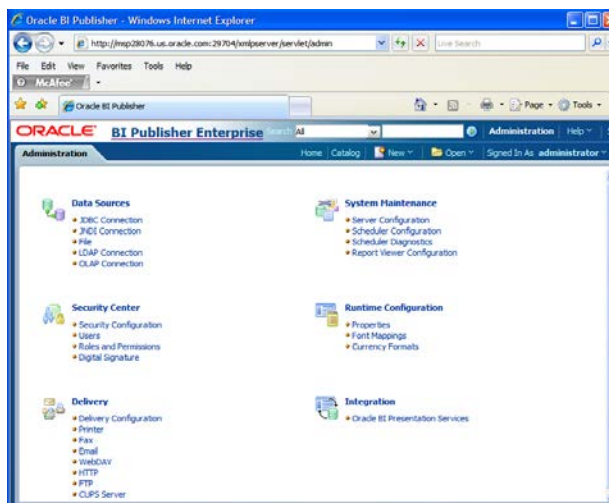 Oracle BI Publisher - Windows Internet Explorer
http://msp28076.us.oracle.com:29704/xmlpserver/servlet/admin
Live Search
File Edit View Favorites Tools Help
McAfee
Oracle BI Publisher
Page Tools
ORACLE BI Publisher Enterprise Search All Administration Help
Administration
Home Catalog New Open Signed In As administrator
Data Sources
JDBC Connection
JNDI Connection
File
LDAP Connection
OLAP Connection
System Maintenance
Server Configuration
Scheduler Configuration
Scheduler Diagnostics
Report Viewer Configuration
Security Center
Security Configuration
Users
Roles and Permissions
Digital Signature
Runtime Configuration
Properties
Font Mappings
Currency Formats
Delivery
Delivery Configuration
Printer
Fax
Email
WebDAV
HTTP
FTP
CUPS Server
Integration
Oracle BI Presentation Services